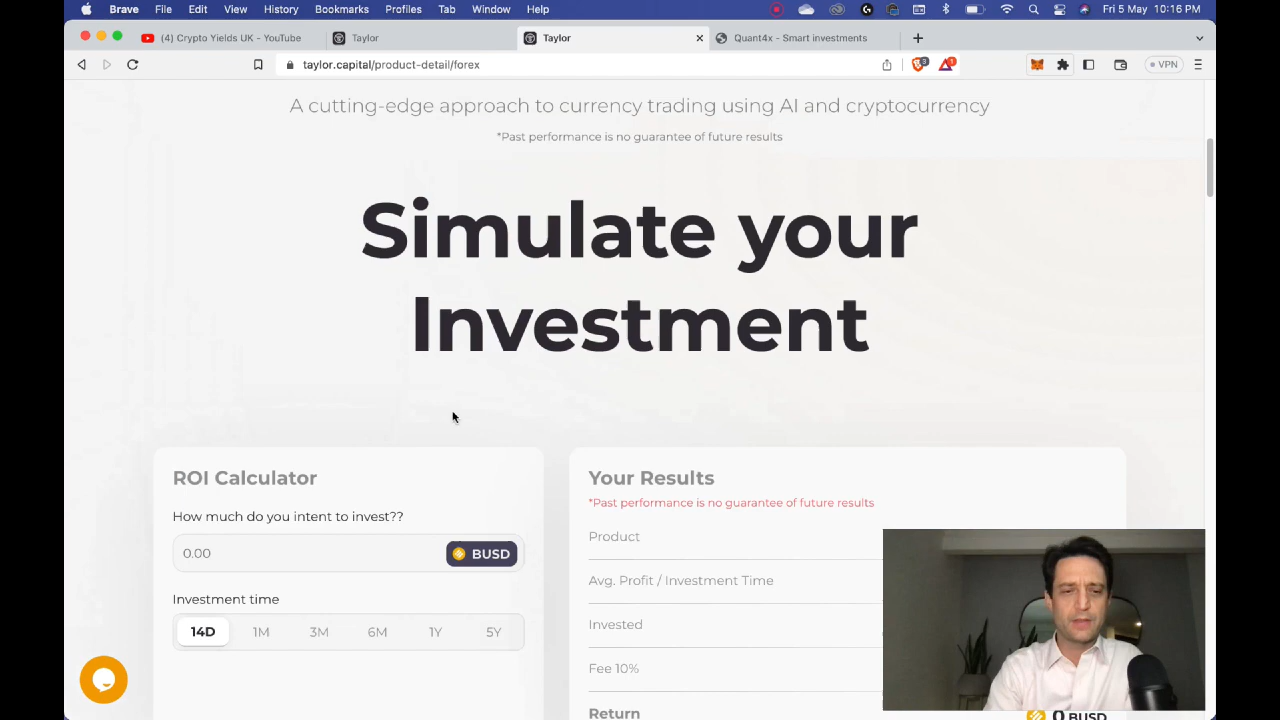 Brave File Edit View History Bookmarks Profiles Tab Window Help Fri 5 May 10:16 PM
(4) Crypto Yields UK - YouTube Taylor Taylor Quant4x - Smart investments
taylor.capital/product-detail/forex VPN
A cutting-edge approach to currency trading using AI and cryptocurrency
*Past performance is no guarantee of future results
Simulate your
Investment
ROI Calculator
How much do you intent to invest??
0.00 BUSD
Investment time
14D 1M 3M 6M 1Y 5Y
Your Results
*Past performance is no guarantee of future results
Product
Avg. Profit / Investment Time
Invested
Fee 10%
Return
0 BUSD